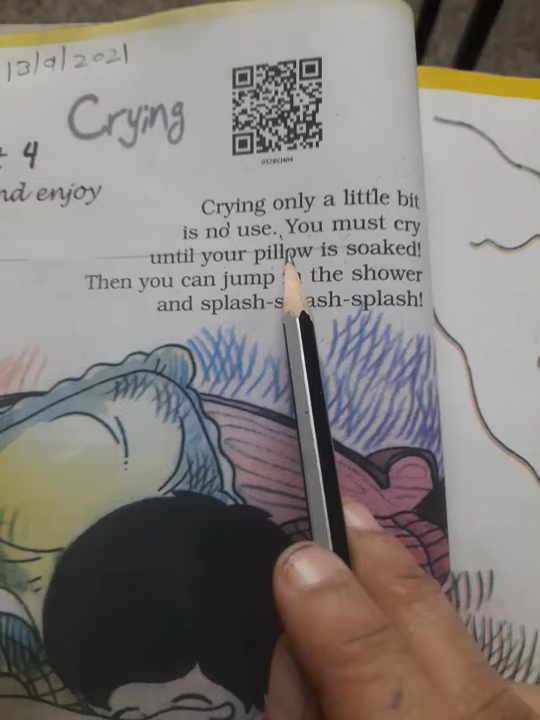 13/9/2021
Crying
4
nd enjoy
Crying only a little bit
is no use. You must cry
until your pillow is soaked!
Then you can jump the shower
and splash-s ash-splash!